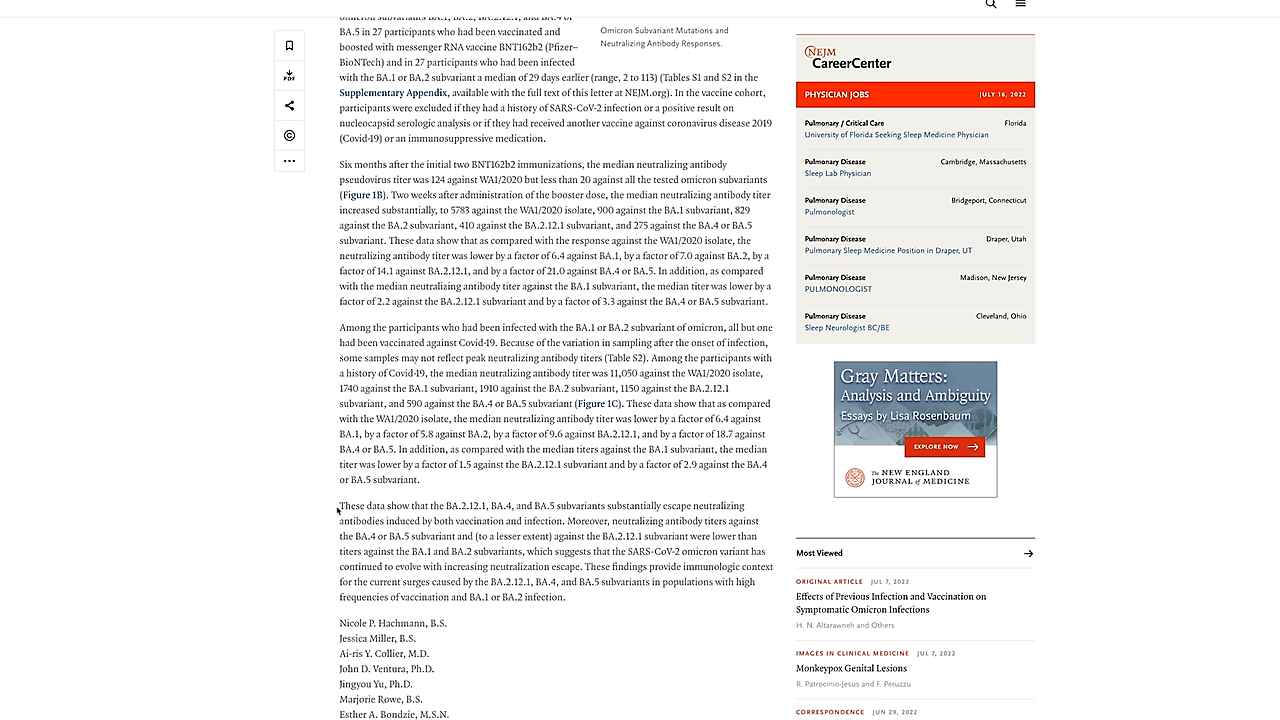 omicron subvariants BA.1, BA.2, BA.2.12.1, and BA.4 or
BA.5 in 27 participants who had been vaccinated and
boosted with messenger RNA vaccine BNT162b2 (Pfizer–
BioNTech) and in 27 participants who had been infected
with the BA.1 or BA.2 subvariant a median of 29 days earlier (range, 2 to 113) (Tables S1 and S2 in the
Supplementary Appendix, available with the full text of this letter at NEJM.org). In the vaccine cohort,
participants were excluded if they had a history of SARS-CoV-2 infection or a positive result on
nucleocapsid serologic analysis or if they had received another vaccine against coronavirus disease 2019
(Covid-19) or an immunosuppressive medication.
Omicron Subvariant Mutations and
Neutralizing Antibody Responses.
Six months after the initial two BNT162b2 immunizations, the median neutralizing antibody
pseudovirus titer was 124 against WA1/2020 but less than 20 against all the tested omicron subvariants
(Figure 1B). Two weeks after administration of the booster dose, the median neutralizing antibody titer
increased substantially, to 5783 against the WA1/2020 isolate, 900 against the BA.1 subvariant, 829
against the BA.2 subvariant, 410 against the BA.2.12.1 subvariant, and 275 against the BA.4 or BA.5
subvariant. These data show that as compared with the response against the WA1/2020 isolate, the
neutralizing antibody titer was lower by a factor of 6.4 against BA.1, by a factor of 7.0 against BA.2, by a
factor of 14.1 against BA.2.12.1, and by a factor of 21.0 against BA.4 or BA.5. In addition, as compared
with the median neutralizing antibody titer against the BA.1 subvariant, the median titer was lower by a
factor of 2.2 against the BA.2.12.1 subvariant and by a factor of 3.3 against the BA.4 or BA.5 subvariant.
Among the participants who had been infected with the BA.1 or BA.2 subvariant of omicron, all but one
had been vaccinated against Covid-19. Because of the variation in sampling after the onset of infection,
some samples may not reflect peak neutralizing antibody titers (Table S2). Among the participants with
a history of Covid-19, the median neutralizing antibody titer was 11,050 against the WA1/2020 isolate,
1740 against the BA.1 subvariant, 1910 against the BA.2 subvariant, 1150 against the BA.2.12.1
subvariant, and 590 against the BA.4 or BA.5 subvariant (Figure 1C). These data show that as compared
with the WA1/2020 isolate, the median neutralizing antibody titer was lower by a factor of 6.4 against
BA.1, by a factor of 5.8 against BA.2, by a factor of 9.6 against BA.2.12.1, and by a factor of 18.7 against
BA.4 or BA.5. In addition, as compared with the median titers against the BA.1 subvariant, the median
titer was lower by a factor of 1.5 against the BA.2.12.1 subvariant and by a factor of 2.9 against the BA.4
or BA.5 subvariant.
These data show that the BA.2.12.1, BA.4, and BA.5 subvariants substantially escape neutralizing
antibodies induced by both vaccination and infection. Moreover, neutralizing antibody titers against
the BA.4 or BA.5 subvariant and (to a lesser extent) against the BA.2.12.1 subvariant were lower than
titers against the BA.1 and BA.2 subvariants, which suggests that the SARS-CoV-2 omicron variant has
continued to evolve with increasing neutralization escape. These findings provide immunologic context
for the current surges caused by the BA.2.12.1, BA.4, and BA.5 subvariants in populations with high
frequencies of vaccination and BA.1 or BA.2 infection.
Nicole P. Hachmann, B.S.
Jessica Miller, B.S.
Ai-ris Y. Collier, M.D.
John D. Ventura, Ph.D.
Jingyou Yu, Ph.D.
Marjorie Rowe, B.S.
Esther A. Bondzie, M.S.N.
PDF
NEJM
CareerCenter
PHYSICIAN JOBS JULY 16, 2022
Pulmonary / Critical Care Florida
University of Florida Seeking Sleep Medicine Physician
Pulmonary Disease Cambridge, Massachusetts
Sleep Lab Physician
Pulmonary Disease Bridgeport, Connecticut
Pulmonologist
Pulmonary Disease Draper, Utah
Pulmonary Sleep Medicine Position in Draper, UT
Pulmonary Disease Madison, New Jersey
PULMONOLOGIST
Pulmonary Disease Cleveland, Ohio
Sleep Neurologist BC/BE
Gray Matters:
Analysis and Ambiguity
Essays by Lisa Rosenbaum
EXPLORE NOW
The NEW ENGLAND
JOURNAL of MEDICINE
Most Viewed
ORIGINAL ARTICLE JUL 7, 2022
Effects of Previous Infection and Vaccination on
Symptomatic Omicron Infections
H. N. Altarawneh and Others
IMAGES IN CLINICAL MEDICINE JUL 7, 2022
Monkeypox Genital Lesions
R. Patrocinio-Jesus and F. Peruzzu
CORRESPONDENCE JUN 29, 2022